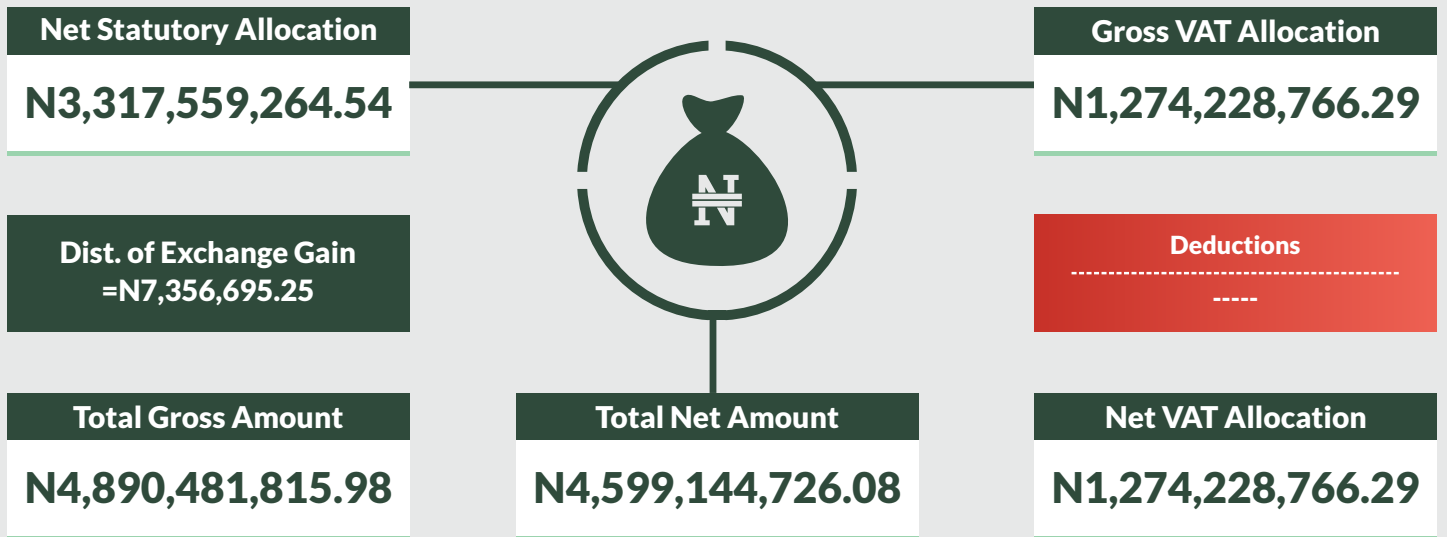 Net Statutory Allocation
N3,317,559,264.54
Gross VAT Allocation
N1,274,228,766.29
₦
Dist. of Exchange Gain
=N7,356,695.25
Deductions
--------------------------------------------
-----
Total Gross Amount
N4,890,481,815.98
Total Net Amount
N4,599,144,726.08
Net VAT Allocation
N1,274,228,766.29